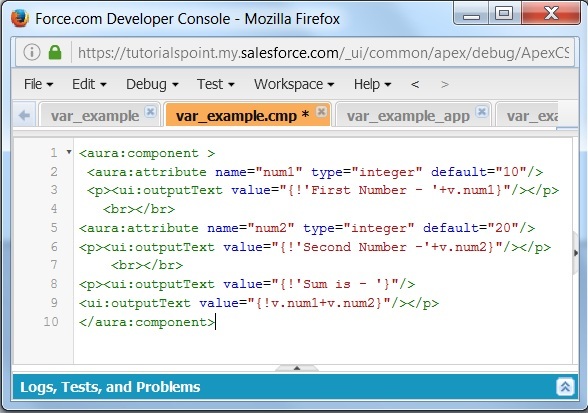 Force.com Developer Console - Mozilla Firefox
https://tutorialspoint.my.salesforce.com/_ui/common/apex/debug/ApexCS
File Edit Debug Test Workspace Help < >
var_example var_example.cmp * var_example_app var_exa
1 <aura:component >
2 <aura:attribute name="num1" type="integer" default="10"/>
3 <p><ui:outputText value="{!'First Number - '+v.num1}"/></p>
4 <br></br>
5 <aura:attribute name="num2" type="integer" default="20"/>
6 <p><ui:outputText value="{!'Second Number -'+v.num2}"/></p>
7 <br></br>
8 <p><ui:outputText value="{!'Sum is - '}"/>
9 <ui:outputText value="{!v.num1+v.num2}"/></p>
10 </aura:component>
Logs, Tests, and Problems